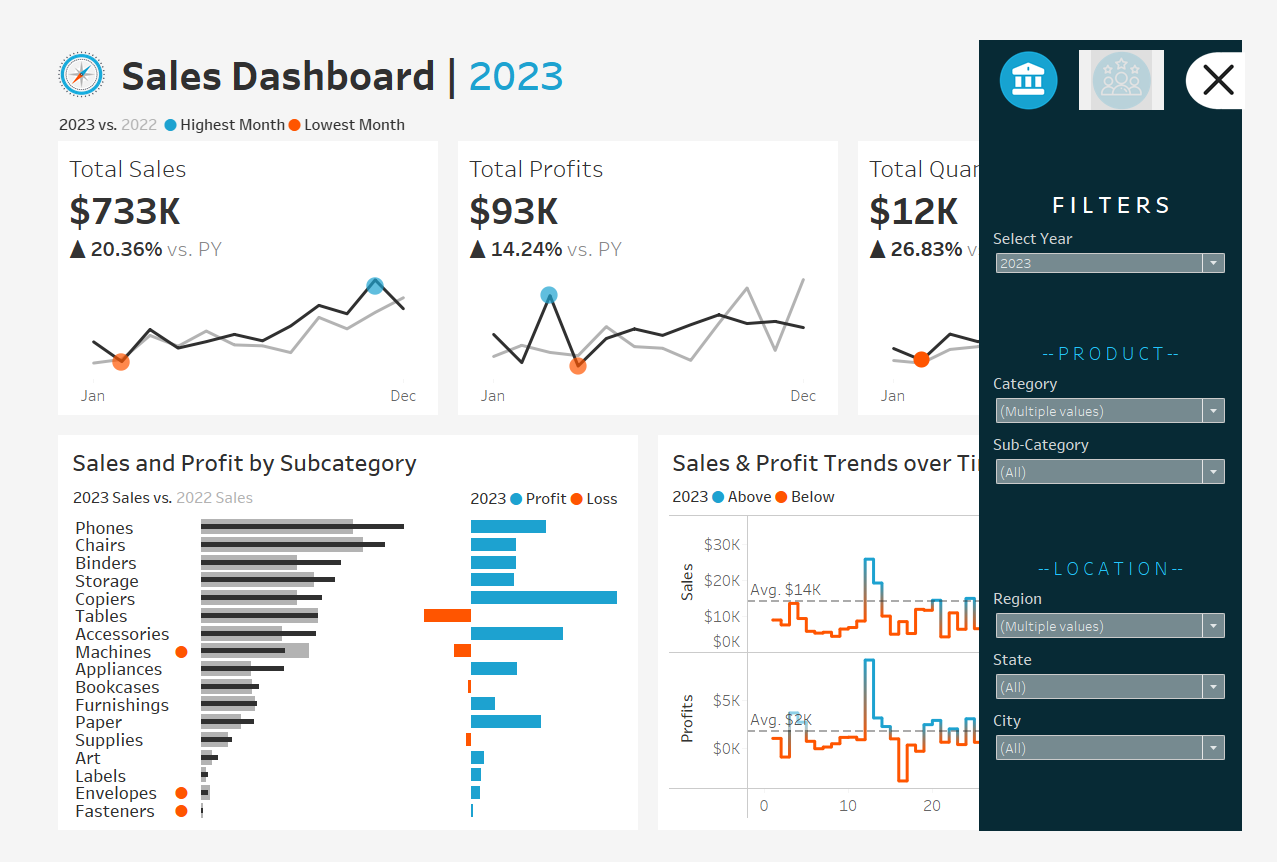 Sales Dashboard | 2023
2023 vs. 2022 Highest Month Lowest Month
Total Sales
$733K
▲ 20.36% vs. PY
Jan Dec
Total Profits
$93K
▲ 14.24% vs. PY
Jan Dec
Total Quan
$12K
▲ 26.83% v
Jan
Sales and Profit by Subcategory
2023 Sales vs. 2022 Sales
2023 Profit Loss
Phones
Chairs
Binders
Storage
Copiers
Tables
Accessories
Machines
Appliances
Bookcases
Furnishings
Paper
Supplies
Art
Labels
Envelopes
Fasteners
Sales & Profit Trends over Ti
2023 Above Below
Sales
$30K
$20K
$10K
$0K
Avg. $14K
Profits
$5K
$0K
Avg. $2K
0 10 20
FILTERS
Select Year
2023
--PRODUCT--
Category
(Multiple values)
Sub-Category
(All)
--LOCATION--
Region
(Multiple values)
State
(All)
City
(All)